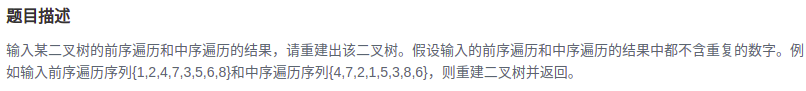 题目描述
输入某二叉树的前序遍历和中序遍历的结果，请重建出该二叉树。假设输入的前序遍历和中序遍历的结果中都不含重复的数字。例
如输入前序遍历序列{1,2,4,7,3,5,6,8}和中序遍历序列{4,7,2,1,5,3,8,6}，则重建二叉树并返回。